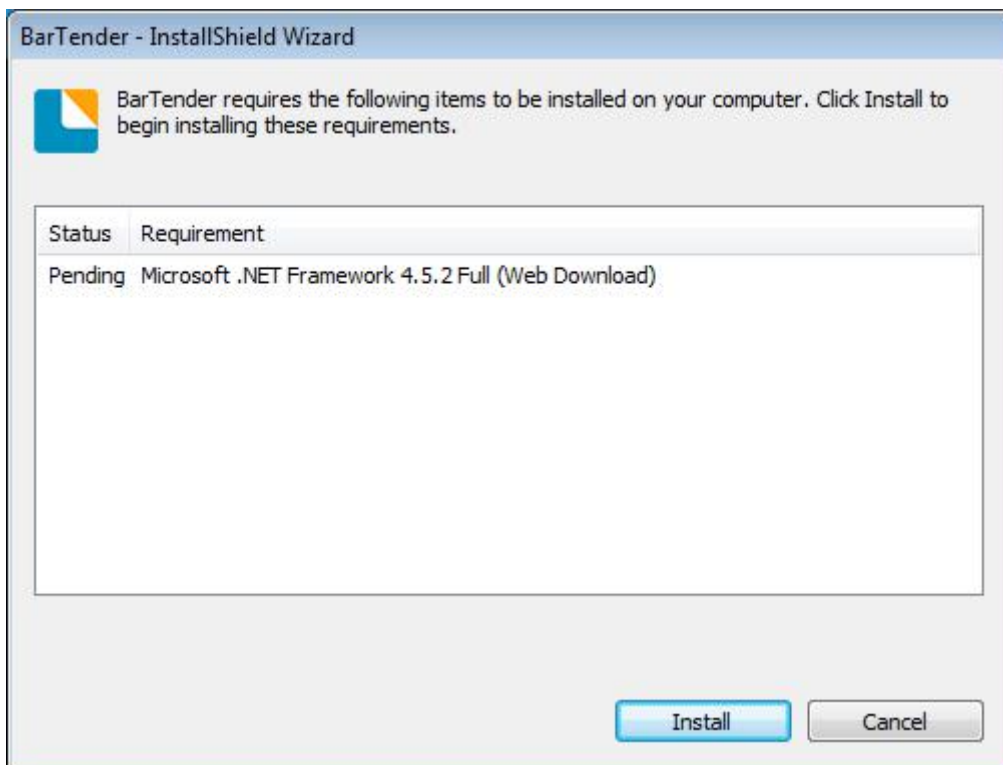 BarTender - InstallShield Wizard
BarTender requires the following items to be installed on your computer. Click Install to
begin installing these requirements.
Status Requirement
Pending Microsoft .NET Framework 4.5.2 Full (Web Download)
Install Cancel